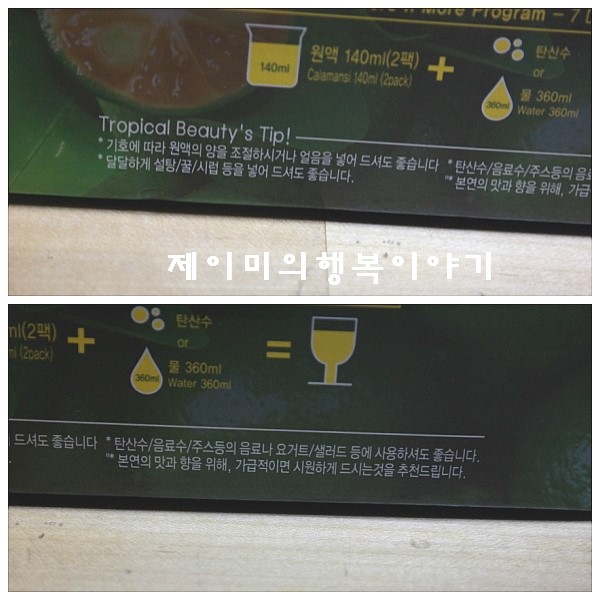 More Program - 7
140ml
원액 140ml(2팩)
Calamansi 140ml (2pack)
+
탄산수
or
360ml
물 360ml
Water 360ml
Tropical Beauty's Tip!
* 기호에 따라 원액의 양을 조절하시거나 얼음을 넣어 드셔도 좋습니다
* 달달하게 설탕/꿀/시럽 등을 넣어 드셔도 좋습니다.
* 탄산수/음료수/주스등의 음료
* 본연의 맛과 향을 위해, 가급
제이미의행복이야기
ml(2팩)
ml (2pack)
+
탄산수
360ml
물 360ml
Water 360ml
=
드셔도 좋습니다
* 탄산수/음료수/주스등의 음료나 요거트/샐러드 등에 사용하셔도 좋습니다.
* 본연의 맛과 향을 위해, 가급적이면 시원하게 드시는것을 추천드립니다.